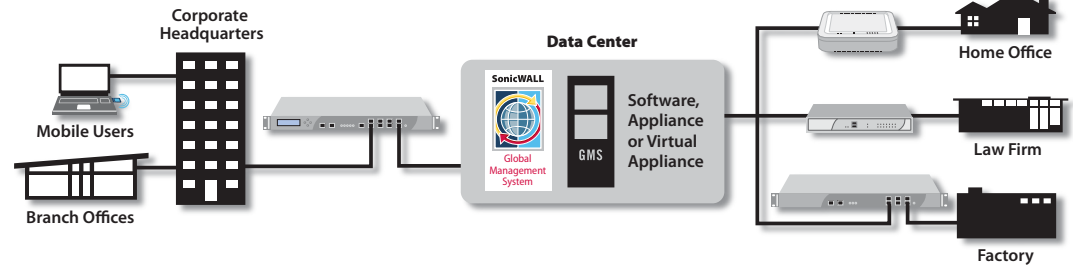 Corporate
Headquarters
Mobile Users
Branch Offices
Data Center
SonicWALL
Global
Management
System
GMS
Software,
Appliance
or Virtual
Appliance
Home Office
Law Firm
Factory